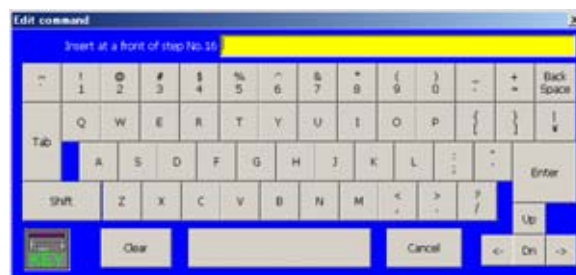 Edit command
Insert at a front of step No.16
~ ! @ # $ % ^ & * ( ) _ + Back
` 1 2 3 4 5 6 7 8 9 0 - = Space
Tab Q W E R T Y U I O P { } |
[ ] ¥
A S D F G H J K L : " Enter
; '
Shift Z X C V B N M < > ?
, . /
Up
KEY Clear Cancel <- Dn ->